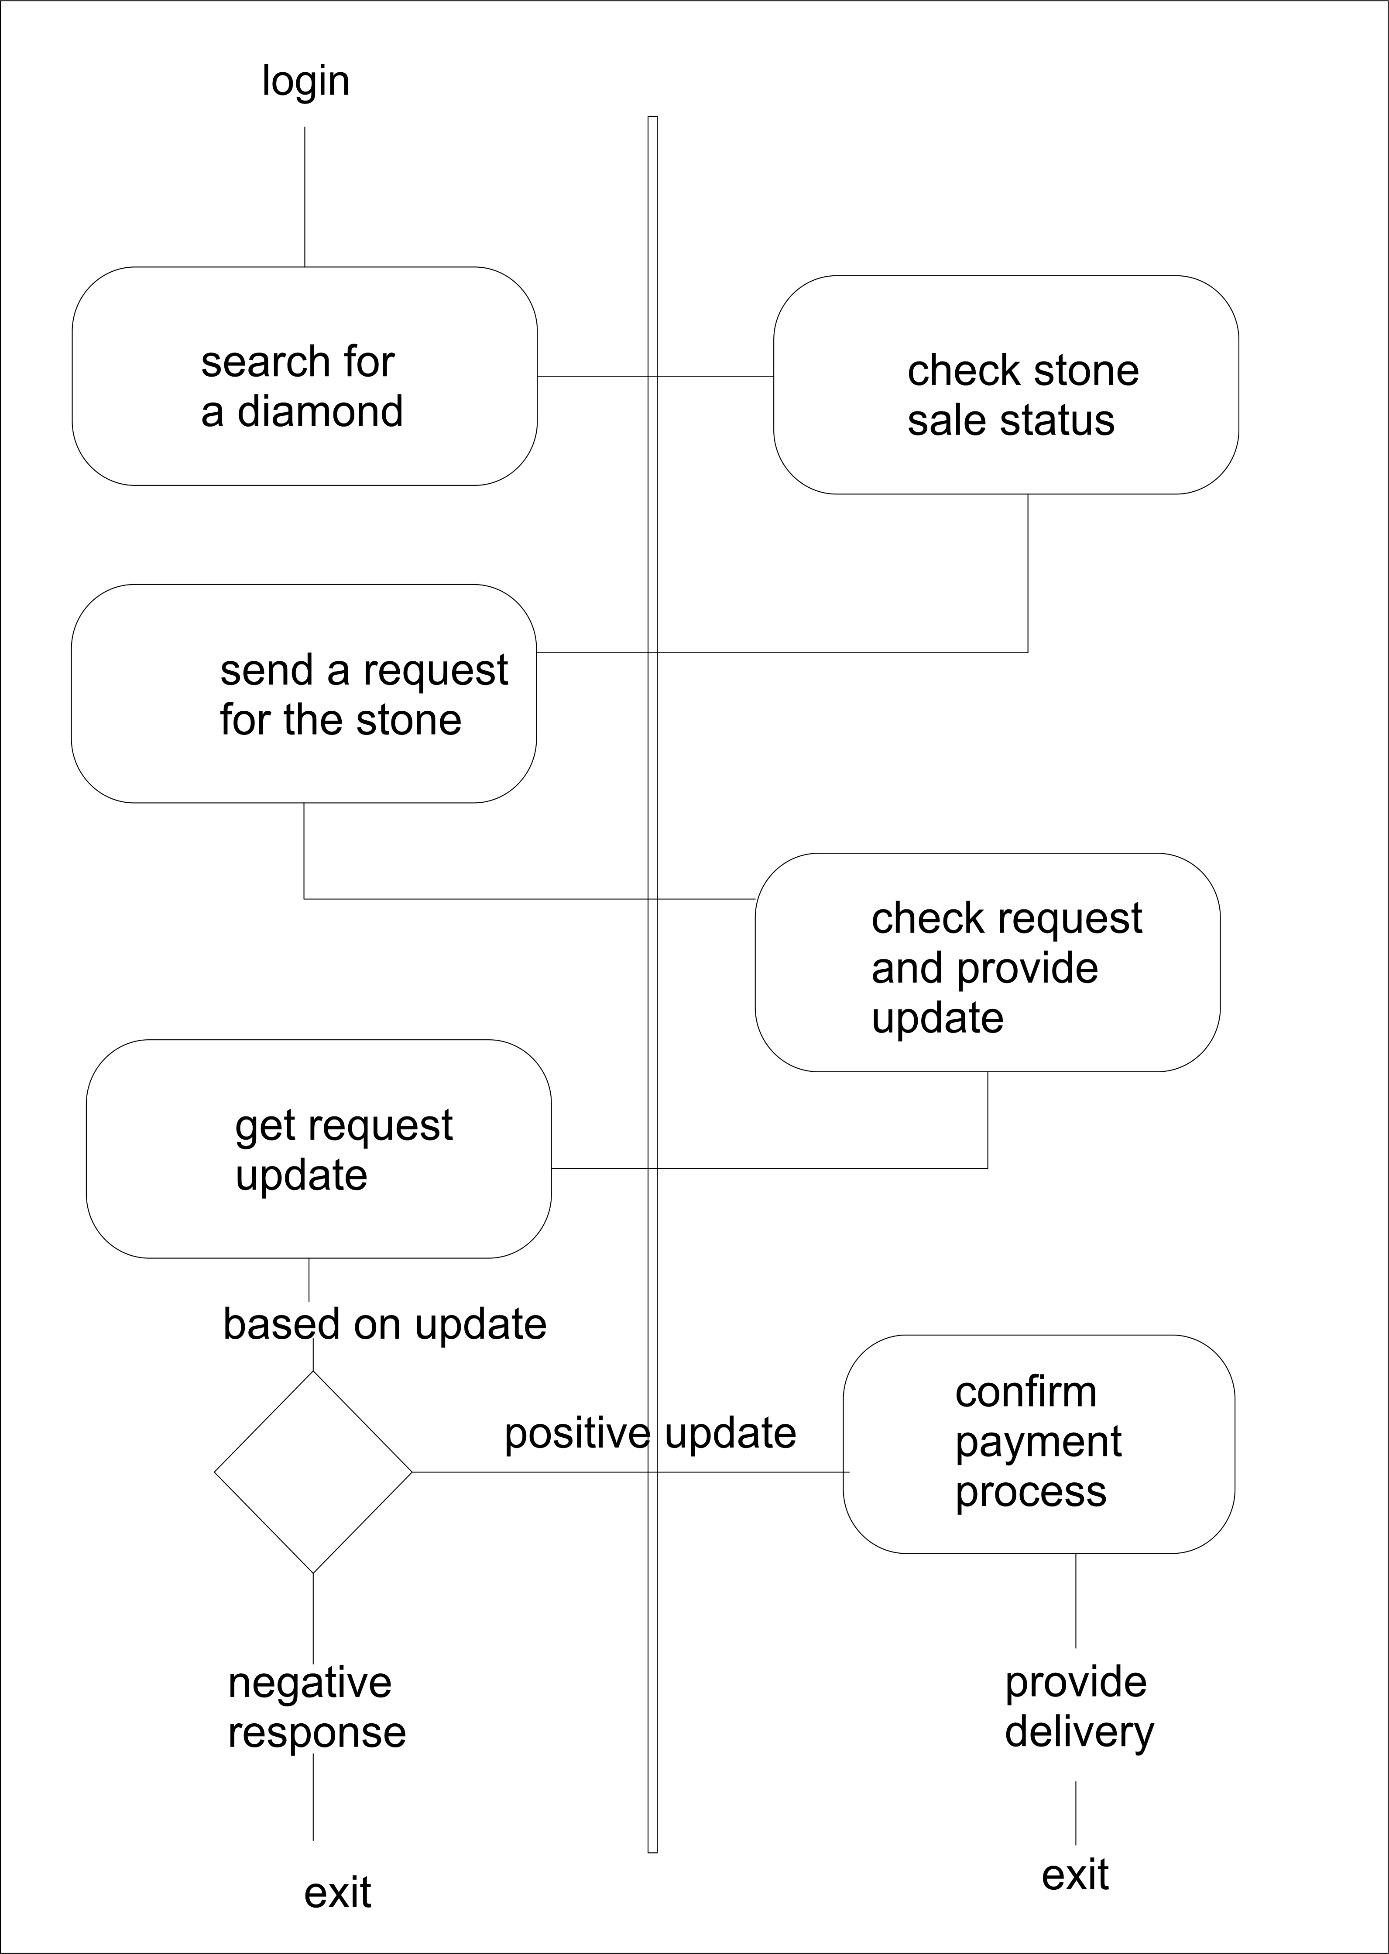 login
search for
a diamond
check stone
sale status
send a request
for the stone
check request
and provide
update
get request
update
based on update
positive update
confirm
payment
process
negative
response
provide
delivery
exit
exit